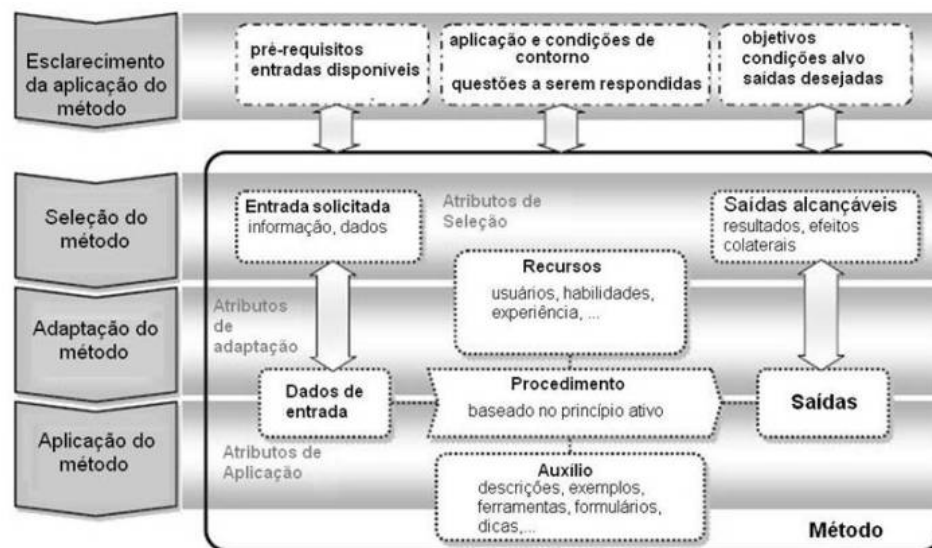 Esclarecimento
da aplicação do
método
pré-requisitos
entradas disponíveis
aplicação e condições de
contorno
questões a serem respondidas
objetivos
condições alvo
saídas desejadas
Seleção do
método
Entrada solicitada
informação, dados
Atributos de
Seleção
Saídas alcançáveis
resultados, efeitos
colaterais
Recursos
usuários, habilidades,
experiência, ...
Adaptação do
método
Atributos
de
adaptação
Dados de
entrada
Procedimento
baseado no princípio ativo
Saídas
Aplicação do
método
Atributos de
Aplicação
Auxílio
descrições, exemplos,
ferramentas, formulários,
dicas,...
Método